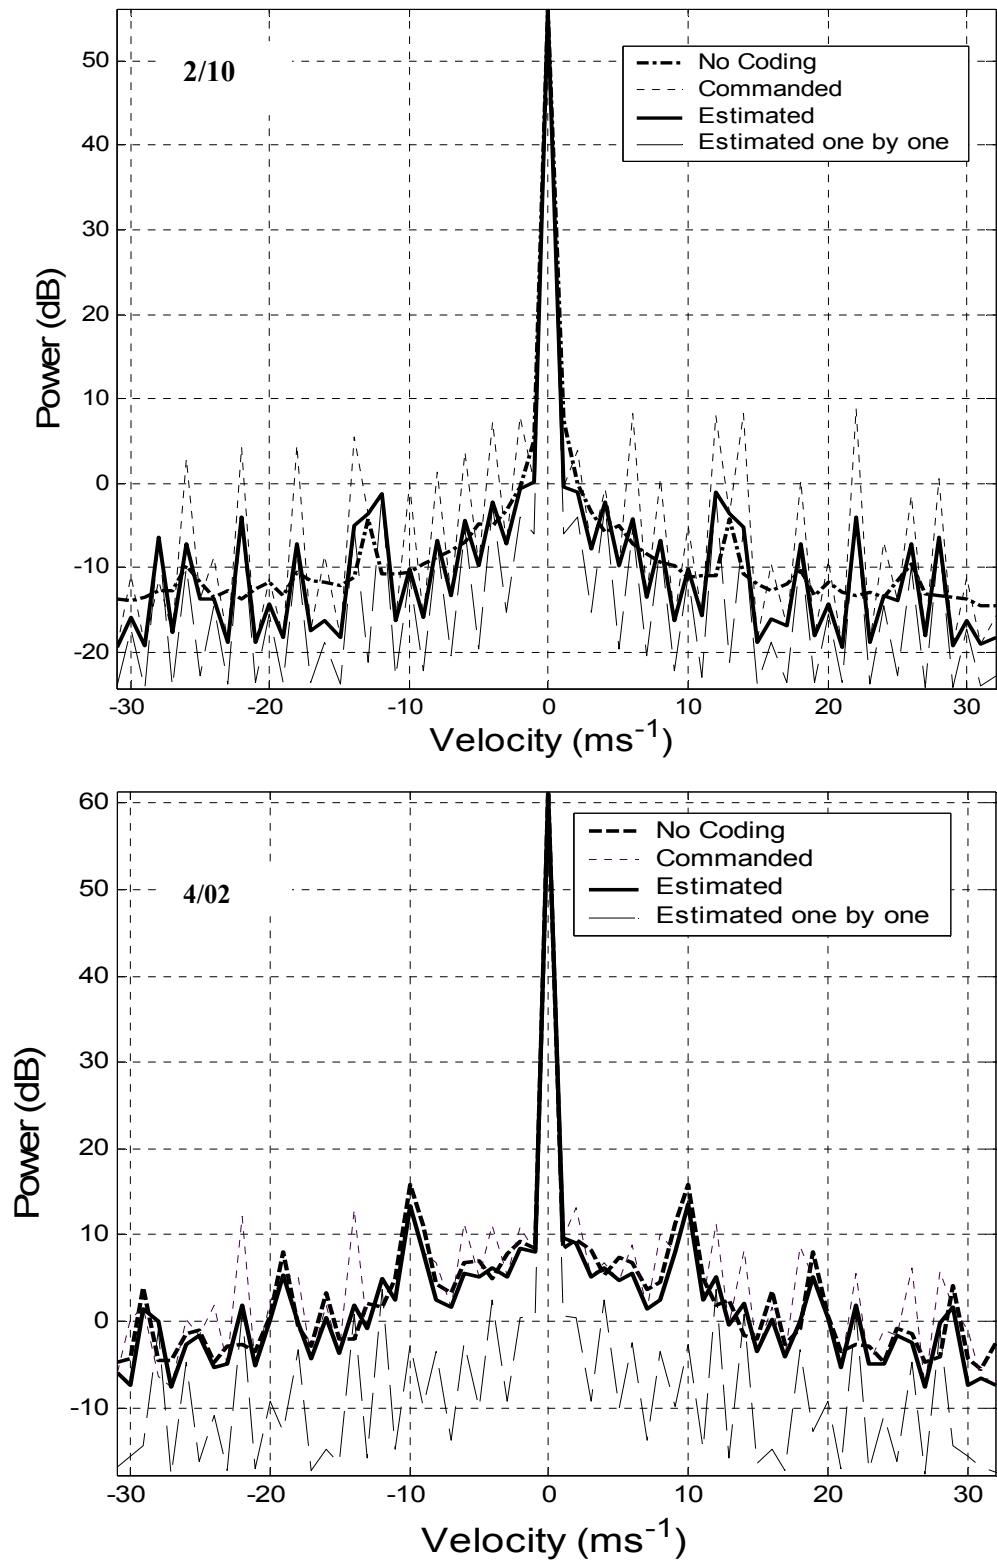 50
40
30
20
10
0
-10
-20
Power (dB)
2/10
No Coding
Commanded
Estimated
Estimated one by one
-30 -20 -10 0 10 20 30
Velocity (ms-1)
60
50
40
30
20
10
0
-10
Power (dB)
4/02
No Coding
Commanded
Estimated
Estimated one by one
-30 -20 -10 0 10 20 30
Velocity (ms-1)